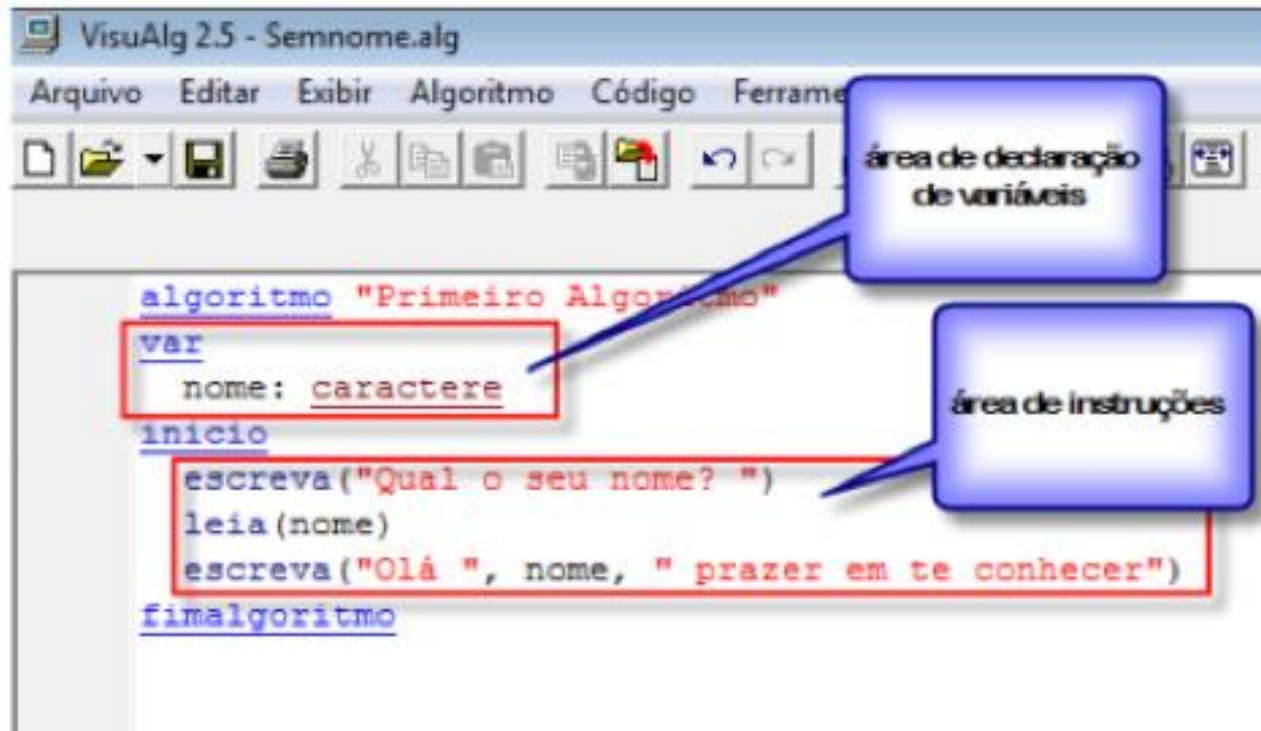 VisuAlg 2.5 - Semnome.alg
Arquivo Editar Exibir Algoritmo Código
área de declaração
de variáveis
algoritmo "Primeiro Algoritmo"
var
nome: caractere
inicio
área de instruções
escreva("Qual o seu nome? ")
leia(nome)
escreva("Olá ", nome, " prazer em te conhecer")
fimalgoritmo